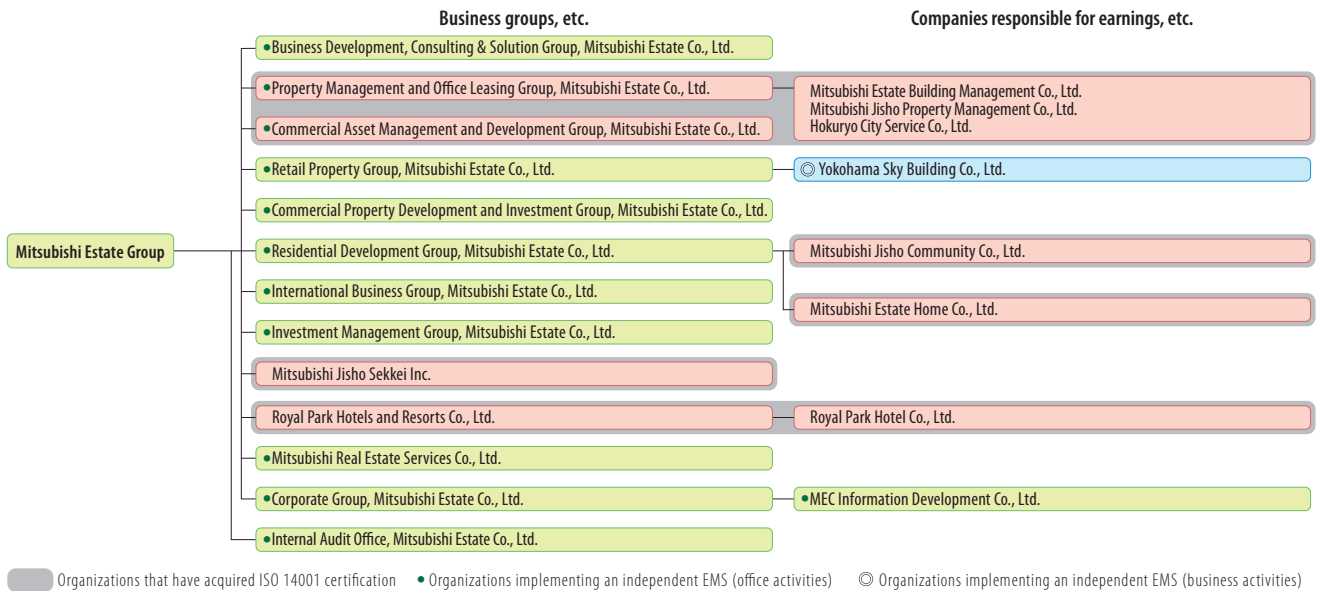 Business groups, etc.
Companies responsible for earnings, etc.
•Business Development, Consulting & Solution Group, Mitsubishi Estate Co., Ltd.
•Property Management and Office Leasing Group, Mitsubishi Estate Co., Ltd.
Mitsubishi Estate Building Management Co., Ltd.
Mitsubishi Jisho Property Management Co., Ltd.
Hokuryo City Service Co., Ltd.
•Commercial Asset Management and Development Group, Mitsubishi Estate Co., Ltd.
•Retail Property Group, Mitsubishi Estate Co., Ltd.
◎ Yokohama Sky Building Co., Ltd.
•Commercial Property Development and Investment Group, Mitsubishi Estate Co., Ltd.
Mitsubishi Estate Group
•Residential Development Group, Mitsubishi Estate Co., Ltd.
Mitsubishi Jisho Community Co., Ltd.
•International Business Group, Mitsubishi Estate Co., Ltd.
Mitsubishi Estate Home Co., Ltd.
•Investment Management Group, Mitsubishi Estate Co., Ltd.
Mitsubishi Jisho Sekkei Inc.
Royal Park Hotels and Resorts Co., Ltd.
Royal Park Hotel Co., Ltd.
•Mitsubishi Real Estate Services Co., Ltd.
•Corporate Group, Mitsubishi Estate Co., Ltd.
•MEC Information Development Co., Ltd.
•Internal Audit Office, Mitsubishi Estate Co., Ltd.
Organizations that have acquired ISO 14001 certification • Organizations implementing an independent EMS (office activities) ◎ Organizations implementing an independent EMS (business activities)